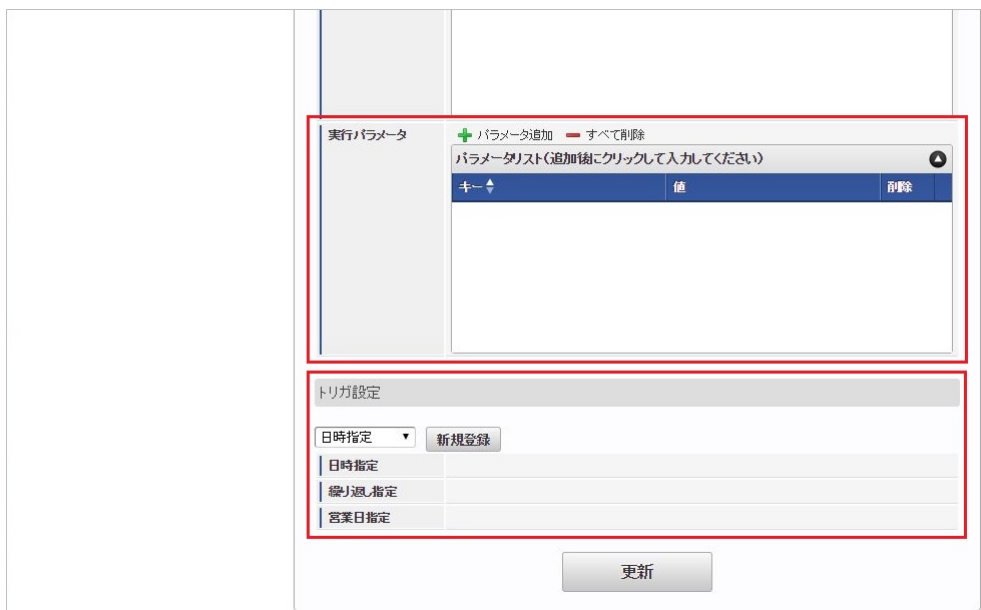 実行パラメータ
パラメータ追加 すべて削除
パラメータリスト(追加後にクリックして入力してください)
キー 値 削除
トリガ設定
日時指定 新規登録
日時指定
繰り返し指定
営業日指定
更新